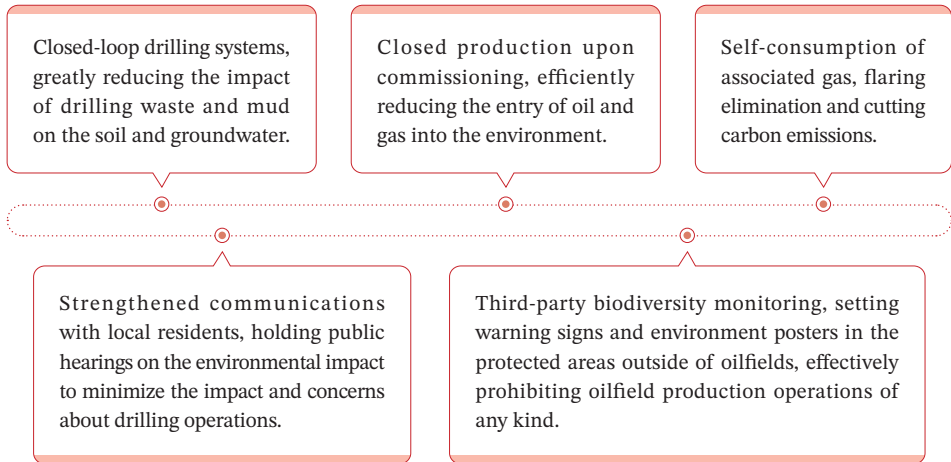 Closed-loop drilling systems,
greatly reducing the impact
of drilling waste and mud
on the soil and groundwater.
Closed production upon
commissioning, efficiently
reducing the entry of oil and
gas into the environment.
Self-consumption of
associated gas, flaring
elimination and cutting
carbon emissions.
Strengthened communications
with local residents, holding public
hearings on the environmental impact
to minimize the impact and concerns
about drilling operations.
Third-party biodiversity monitoring, setting
warning signs and environment posters in the
protected areas outside of oilfields, effectively
prohibiting oilfield production operations of
any kind.